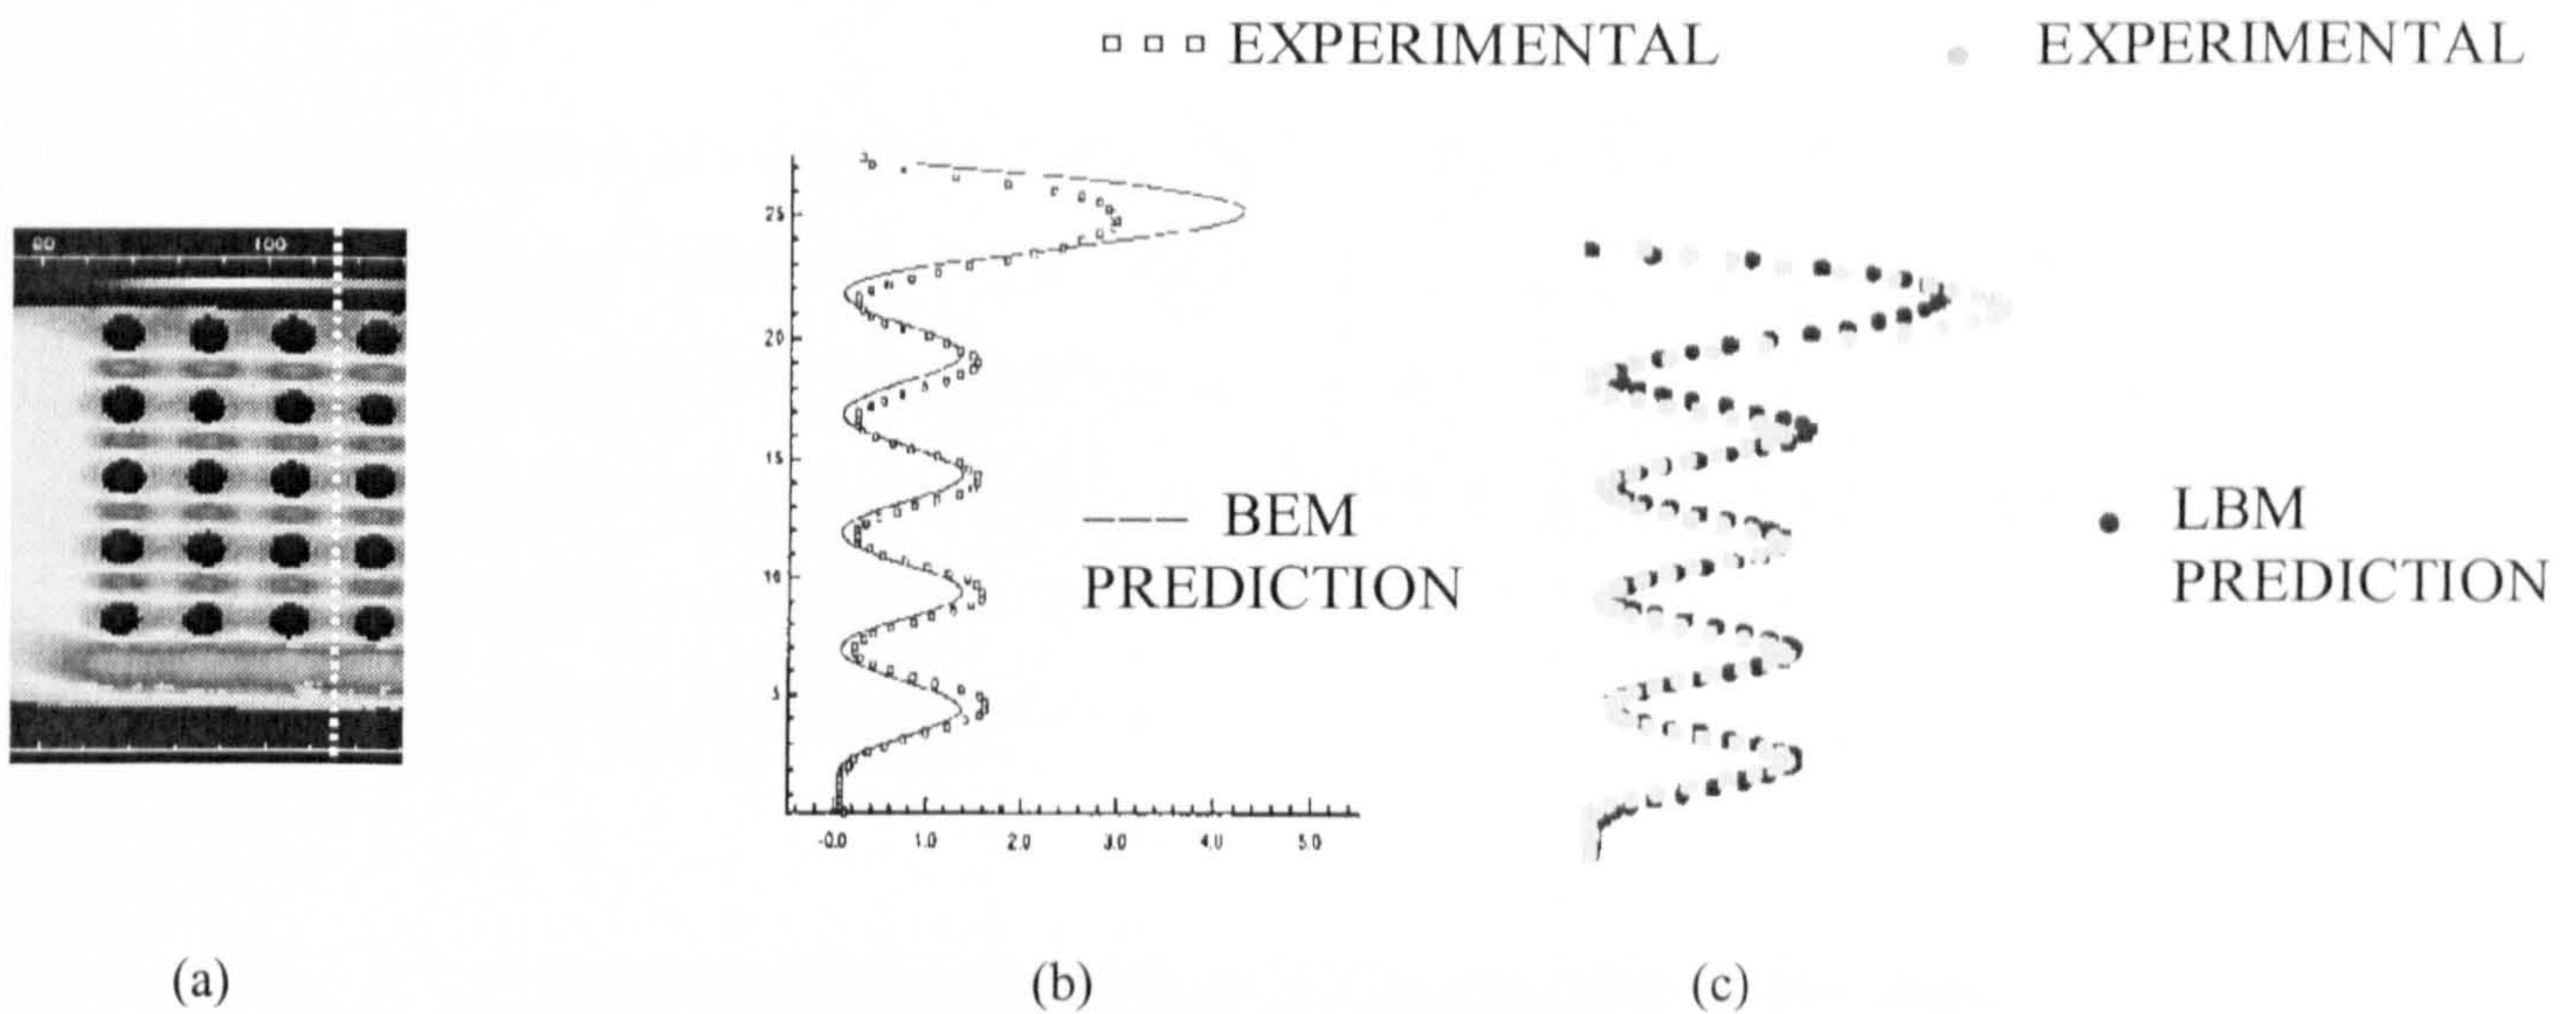 EXPERIMENTAL
EXPERIMENTAL
80 100
25
20
15
10
5
BEM
PREDICTION
LBM
PREDICTION
-0.0 1.0 2.0 3.0 4.0 5.0
(a) (b) (c)